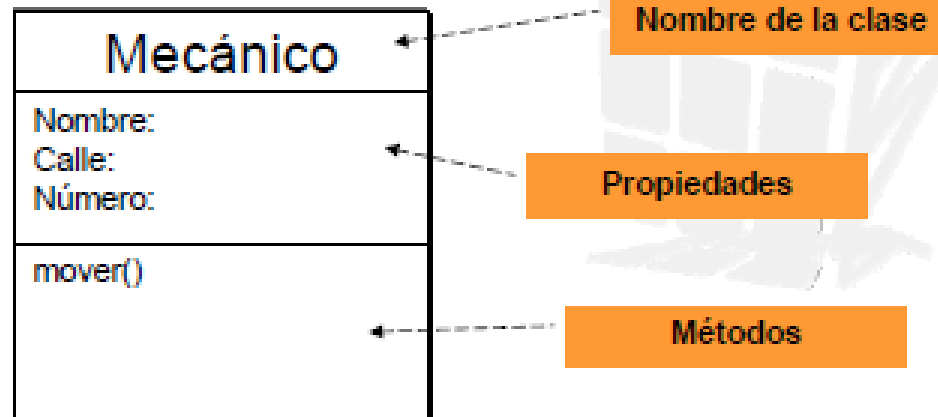 Nombre de la clase
Mecánico
Nombre:
Calle:
Número:
Propiedades
mover()
Métodos